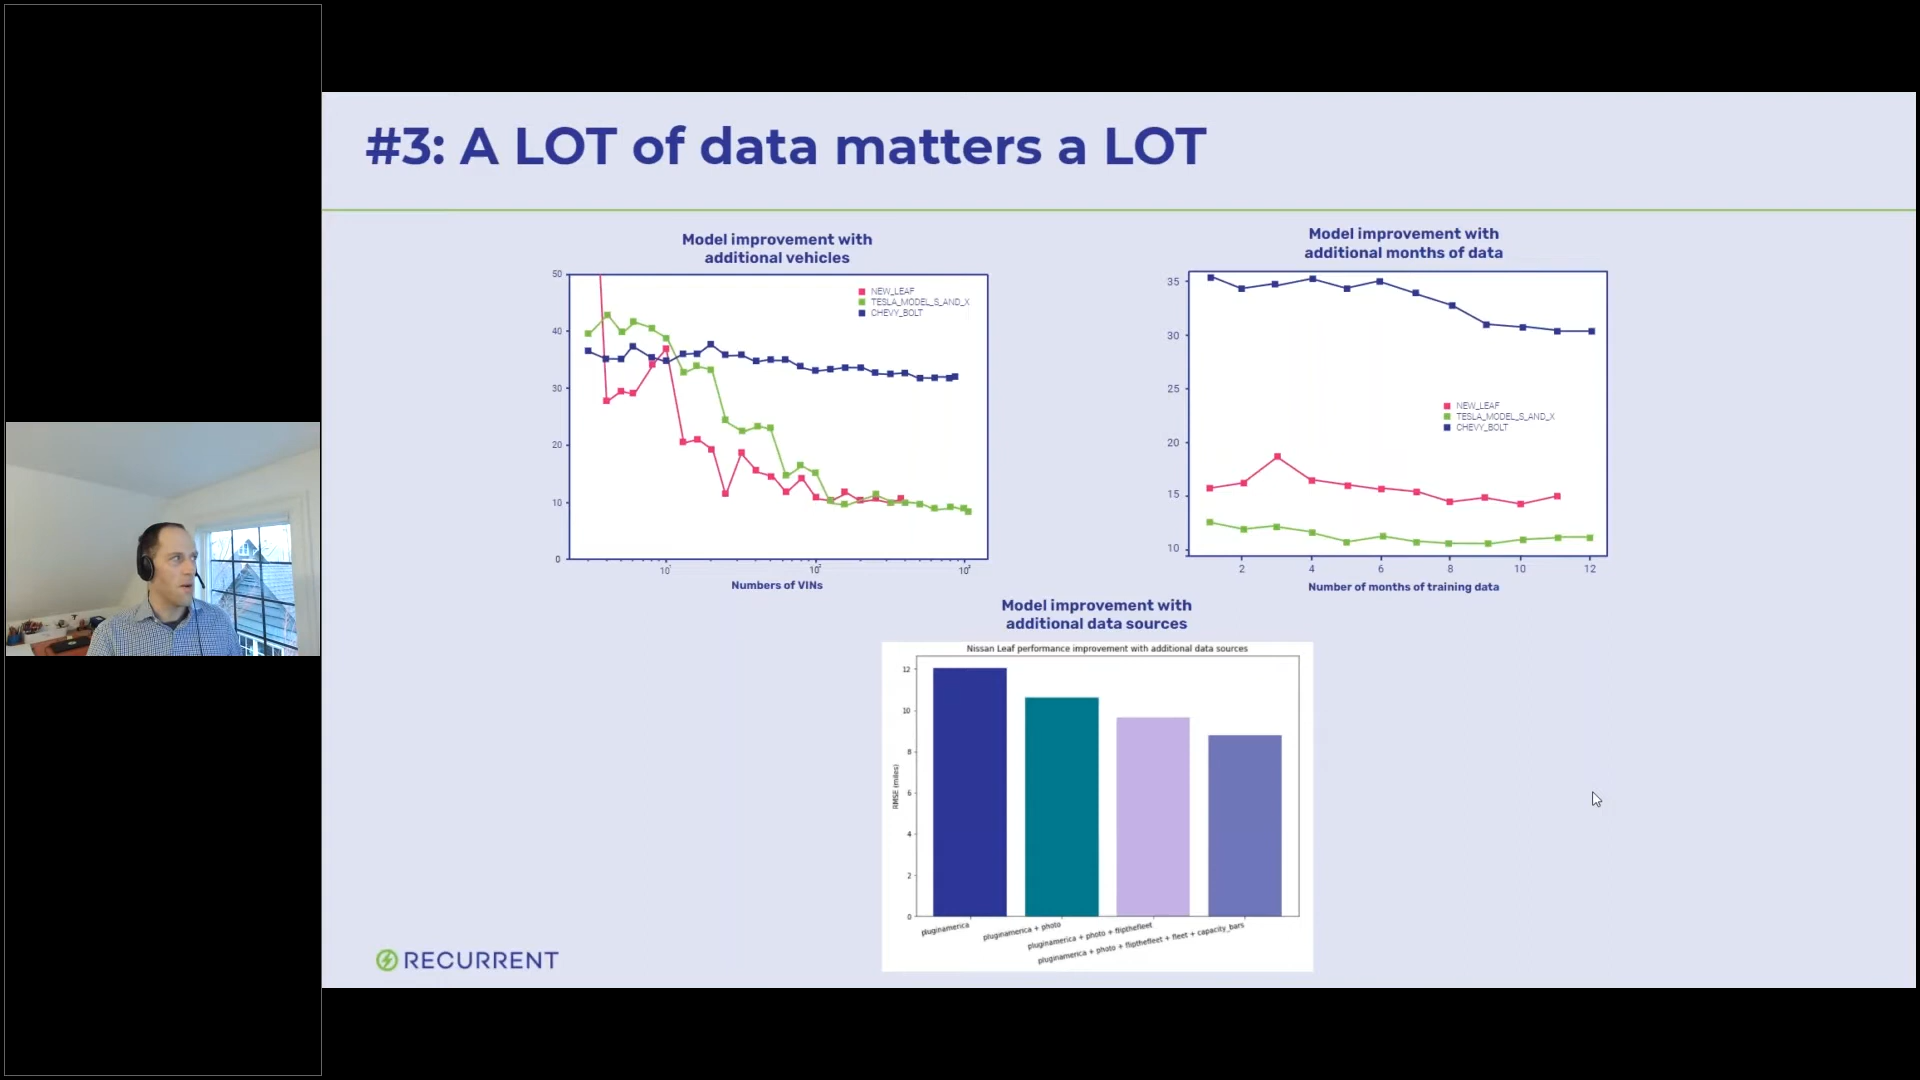 #3: A LOT of data matters a LOT
Model improvement with
additional vehicles
50
40
30
20
10
0
NEW_LEAF
TESLA_MODEL_S_AND_X
CHEVY_BOLT
Numbers of VINs
Model improvement with
additional months of data
35
30
25
20
15
10
NEW_LEAF
TESLA_MODEL_S_AND_X
CHEVY_BOLT
2 4 6 8 10 12
Number of months of training data
Model improvement with
additional data sources
Nissan Leaf performance improvement with additional data sources
RMSE (miles)
12
10
8
6
4
2
0
pluginamerica
pluginamerica + photo
pluginamerica + photo + flipthefleet
pluginamerica + photo + flipthefleet + fleet + capacity_bars
RECURRENT